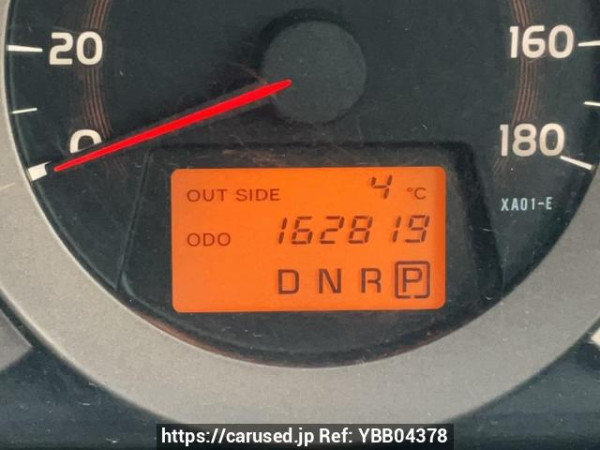 20
160
0
180
OUT SIDE 4 °C
XA01-E
ODO 162819
D N R P
https://carused.jp Ref: YBB04378